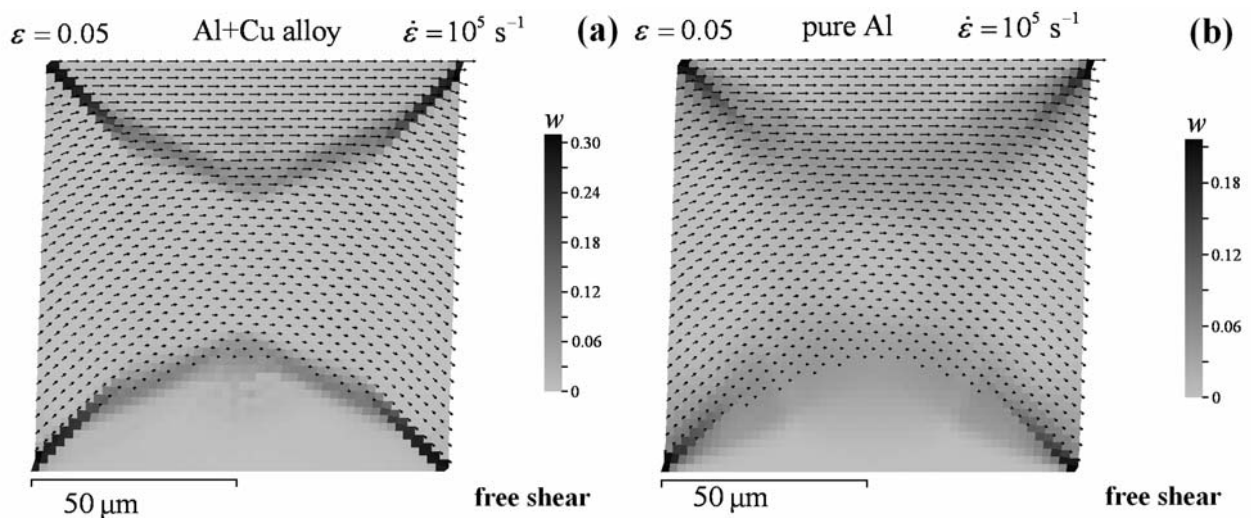 ε = 0.05 Al+Cu alloy ε̇ = 10⁵ s⁻¹ (a)
w
0.30
0.24
0.18
0.12
0.06
0
50 μm
free shear
ε = 0.05 pure Al ε̇ = 10⁵ s⁻¹ (b)
w
0.18
0.12
0.06
0
50 μm
free shear